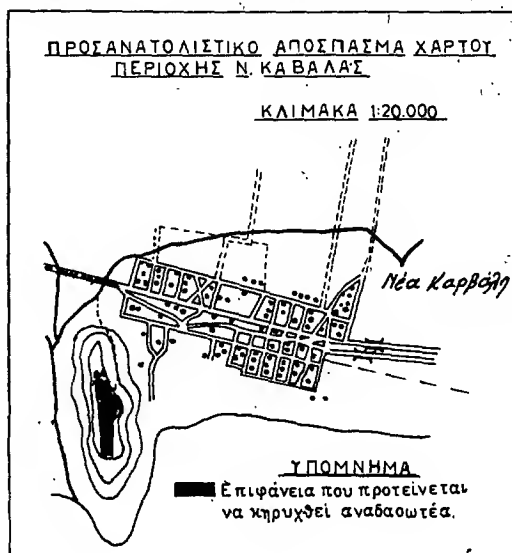 ΠΡΟΣΑΝΑΤΟΛΙΣΤΙΚΟ ΑΠΟΣΠΑΣΜΑ ΧΑΡΤΟΥ
ΠΕΡΙΟΧΗΣ Ν. ΚΑΒΑΛΑΣ
ΚΛΙΜΑΚΑ 1:20.000
Νέα Καρβάλη
ΥΠΟΜΝΗΜΑ
Επιφάνεια που προτείνεται
να κηρυχθεί αναδασωτέα.